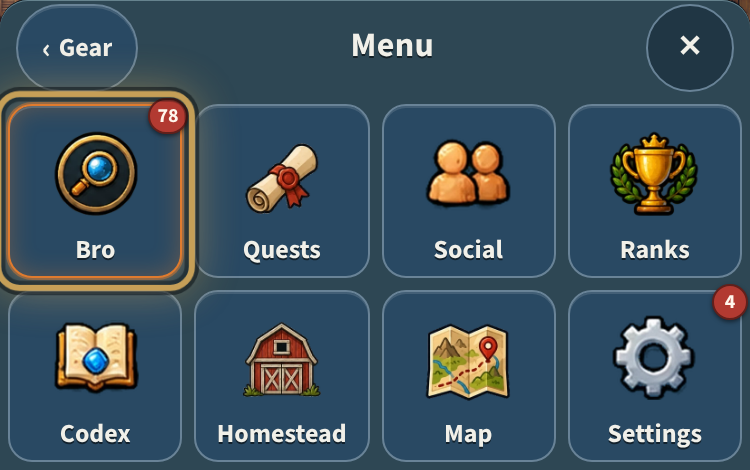 ‹ Gear
Menu
×
78
Bro
Quests
Social
Ranks
4
Codex
Homestead
Map
Settings